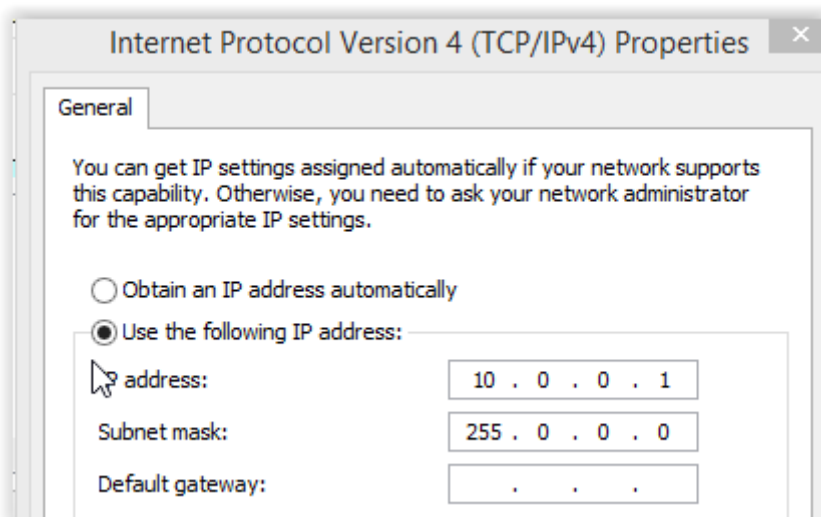 Internet Protocol Version 4 (TCP/IPv4) Properties
General
You can get IP settings assigned automatically if your network supports
this capability. Otherwise, you need to ask your network administrator
for the appropriate IP settings.
Obtain an IP address automatically
Use the following IP address:
address: 10 . 0 . 0 . 1
Subnet mask: 255 . 0 . 0 . 0
Default gateway: . . .